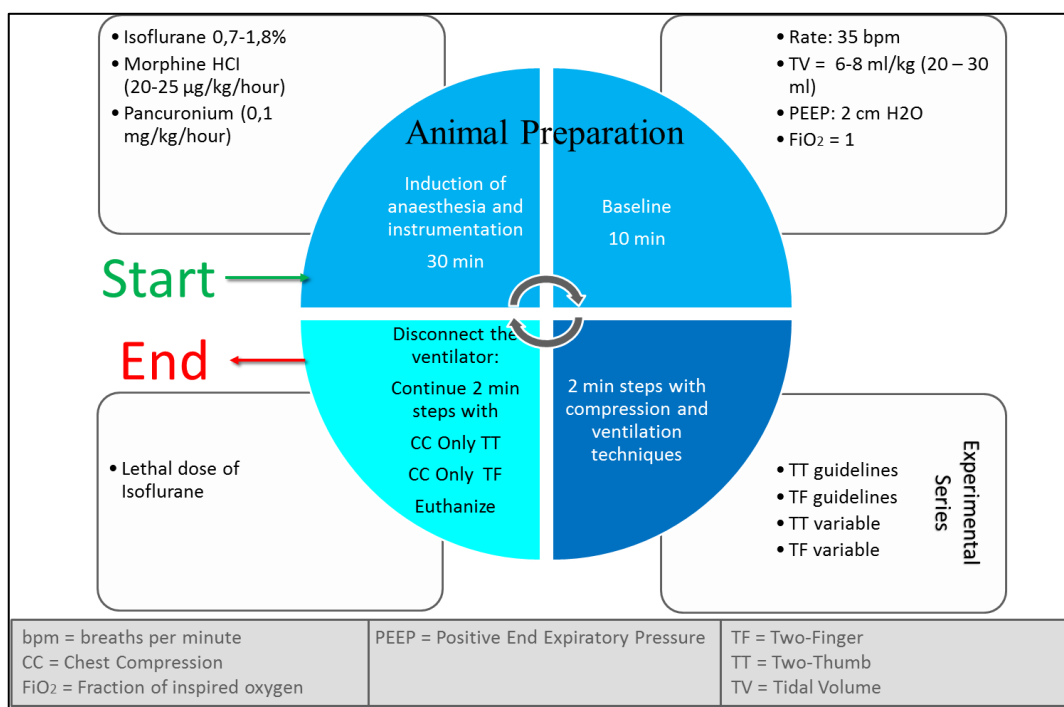 • Isoflurane 0,7-1,8%
• Morphine HCI
(20-25 µg/kg/hour)
• Pancuronium (0,1
mg/kg/hour)
• Rate: 35 bpm
• TV = 6-8 ml/kg (20 – 30
ml)
• PEEP: 2 cm H2O
• FiO2 = 1
Animal Preparation
Induction of
anaesthesia and
instrumentation
30 min
Baseline
10 min
Start
End
Disconnect the
ventilator:
Continue 2 min
steps with
CC Only TT
CC Only TF
Euthanize
2 min steps with
compression and
ventilation
techniques
• Lethal dose of
Isoflurane
• TT guidelines
• TF guidelines
• TT variable
• TF variable
Experimental
Series
bpm = breaths per minute
CC = Chest Compression
FiO2 = Fraction of inspired oxygen
PEEP = Positive End Expiratory Pressure
TF = Two-Finger
TT = Two-Thumb
TV = Tidal Volume